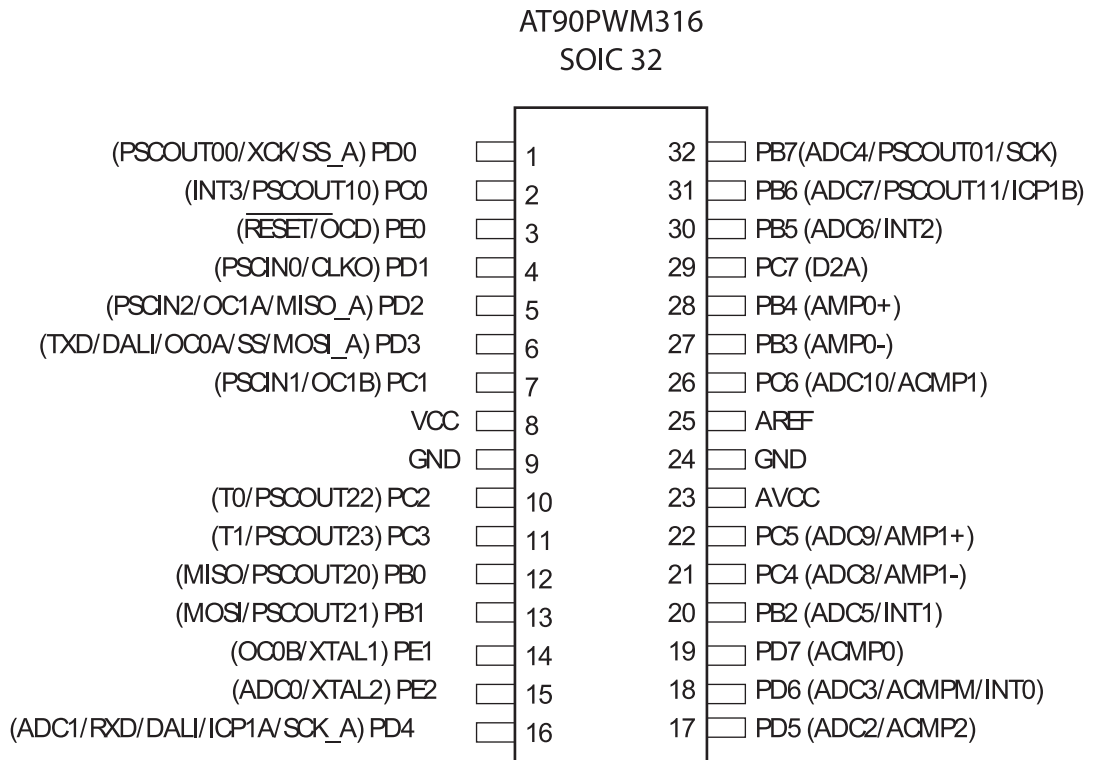 AT90PWM316
SOIC 32
(PSCOUT00/XCK/SS_A) PD0 1 32 PB7(ADC4/PSCOUT01/SCK)
(INT3/PSCOUT10) PC0 2 31 PB6 (ADC7/PSCOUT11/ICP1B)
(RESET/OCD) PE0 3 30 PB5 (ADC6/INT2)
(PSCIN0/CLKO) PD1 4 29 PC7 (D2A)
(PSCIN2/OC1A/MISO_A) PD2 5 28 PB4 (AMP0+)
(TXD/DALI/OC0A/SS/MOSI_A) PD3 6 27 PB3 (AMP0-)
(PSCIN1/OC1B) PC1 7 26 PC6 (ADC10/ACMP1)
VCC 8 25 AREF
GND 9 24 GND
(T0/PSCOUT22) PC2 10 23 AVCC
(T1/PSCOUT23) PC3 11 22 PC5 (ADC9/AMP1+)
(MISO/PSCOUT20) PB0 12 21 PC4 (ADC8/AMP1-)
(MOSI/PSCOUT21) PB1 13 20 PB2 (ADC5/INT1)
(OC0B/XTAL1) PE1 14 19 PD7 (ACMP0)
(ADC0/XTAL2) PE2 15 18 PD6 (ADC3/ACMPM/INT0)
(ADC1/RXD/DALI/ICP1A/SCK_A) PD4 16 17 PD5 (ADC2/ACMP2)